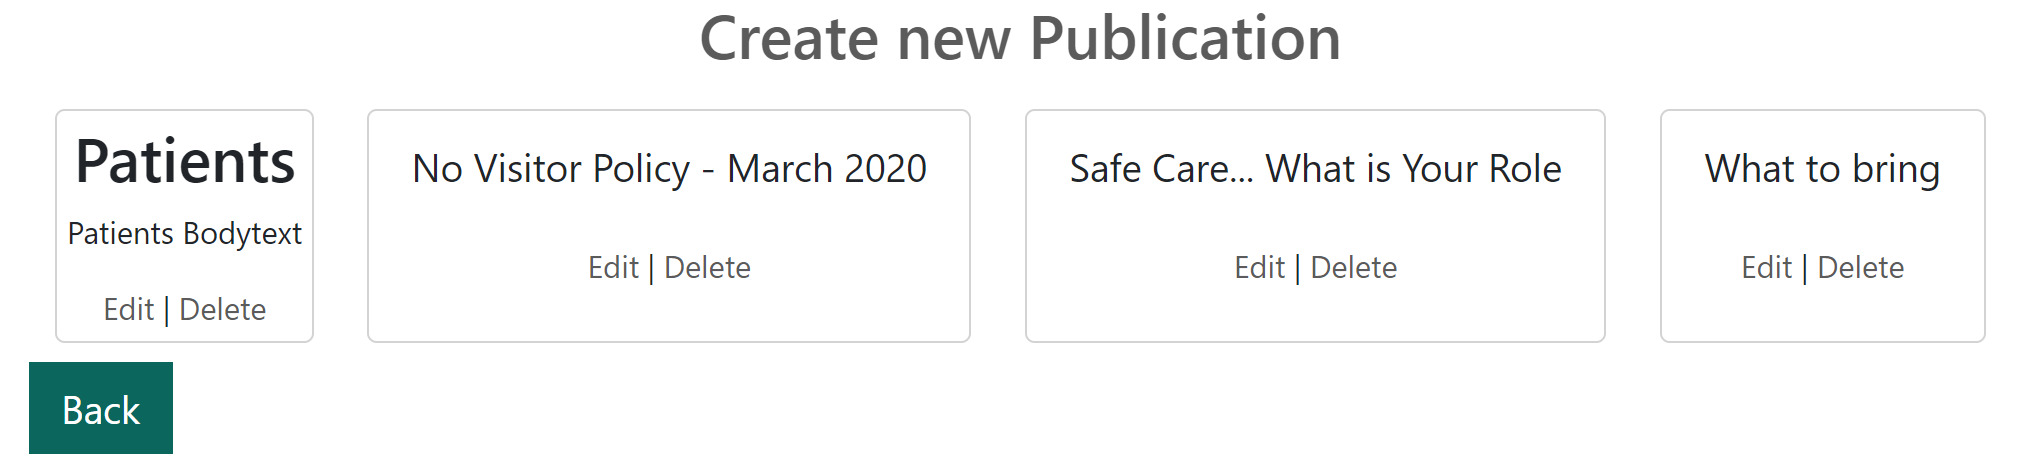 Create new Publication
Patients
Patients Bodytext
Edit | Delete
No Visitor Policy - March 2020
Edit | Delete
Safe Care... What is Your Role
Edit | Delete
What to bring
Edit | Delete
Back